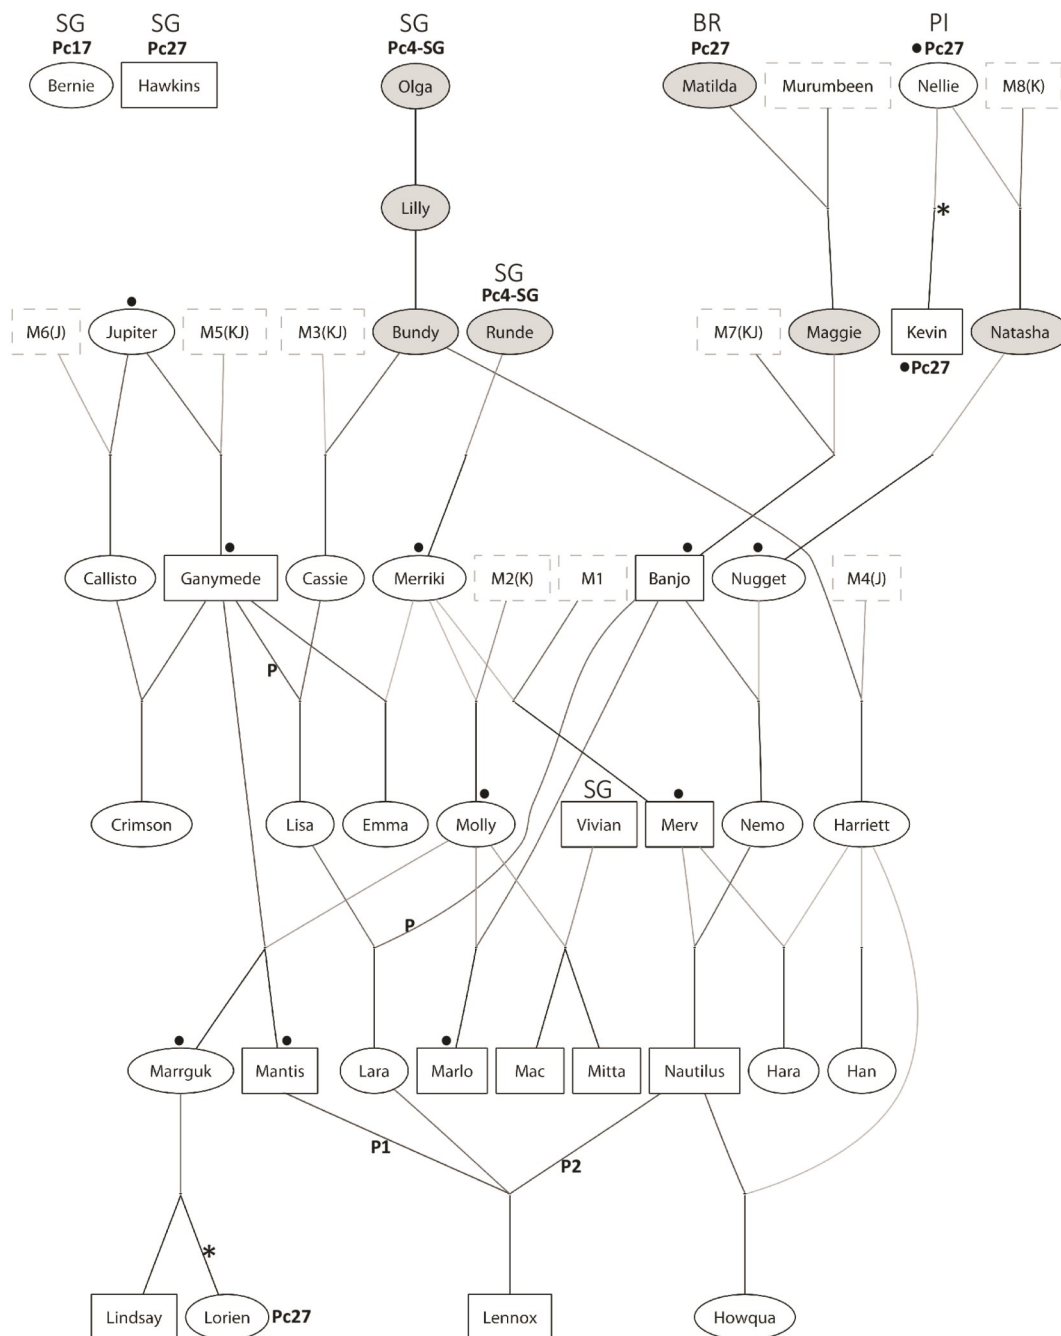 SG SG SG BR PI
Pc17 Pc27 Pc4-SG Pc27 Pc27
Bernie Hawkins Olga Matilda Murumbeen Nellie M8(K)
Lilly *
SG
Pc4-SG
M6(J) Jupiter M5(KJ) M3(KJ) Bundy Runde M7(KJ) Maggie Kevin Natasha
Pc27
Callisto Ganymede Cassie Merriki M2(K) M1 Banjo Nugget M4(J)
P
SG
Crimson Lisa Emma Molly Vivian Merv Nemo Harriett
P
Marrguk Mantis Lara Marlo Mac Mitta Nautilus Hara Han
P1 P2
*
Lindsay Lorien Pc27 Lennox Howqua